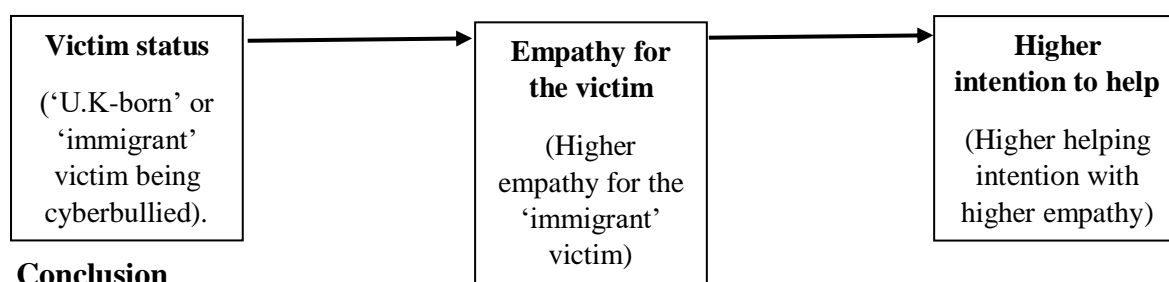 Victim status
(‘U.K-born’ or
‘immigrant’
victim being
cyberbullied).
Empathy for
the victim
(Higher
empathy for the
‘immigrant’
victim)
Higher
intention to help
(Higher helping
intention with
higher empathy)
Conclusion